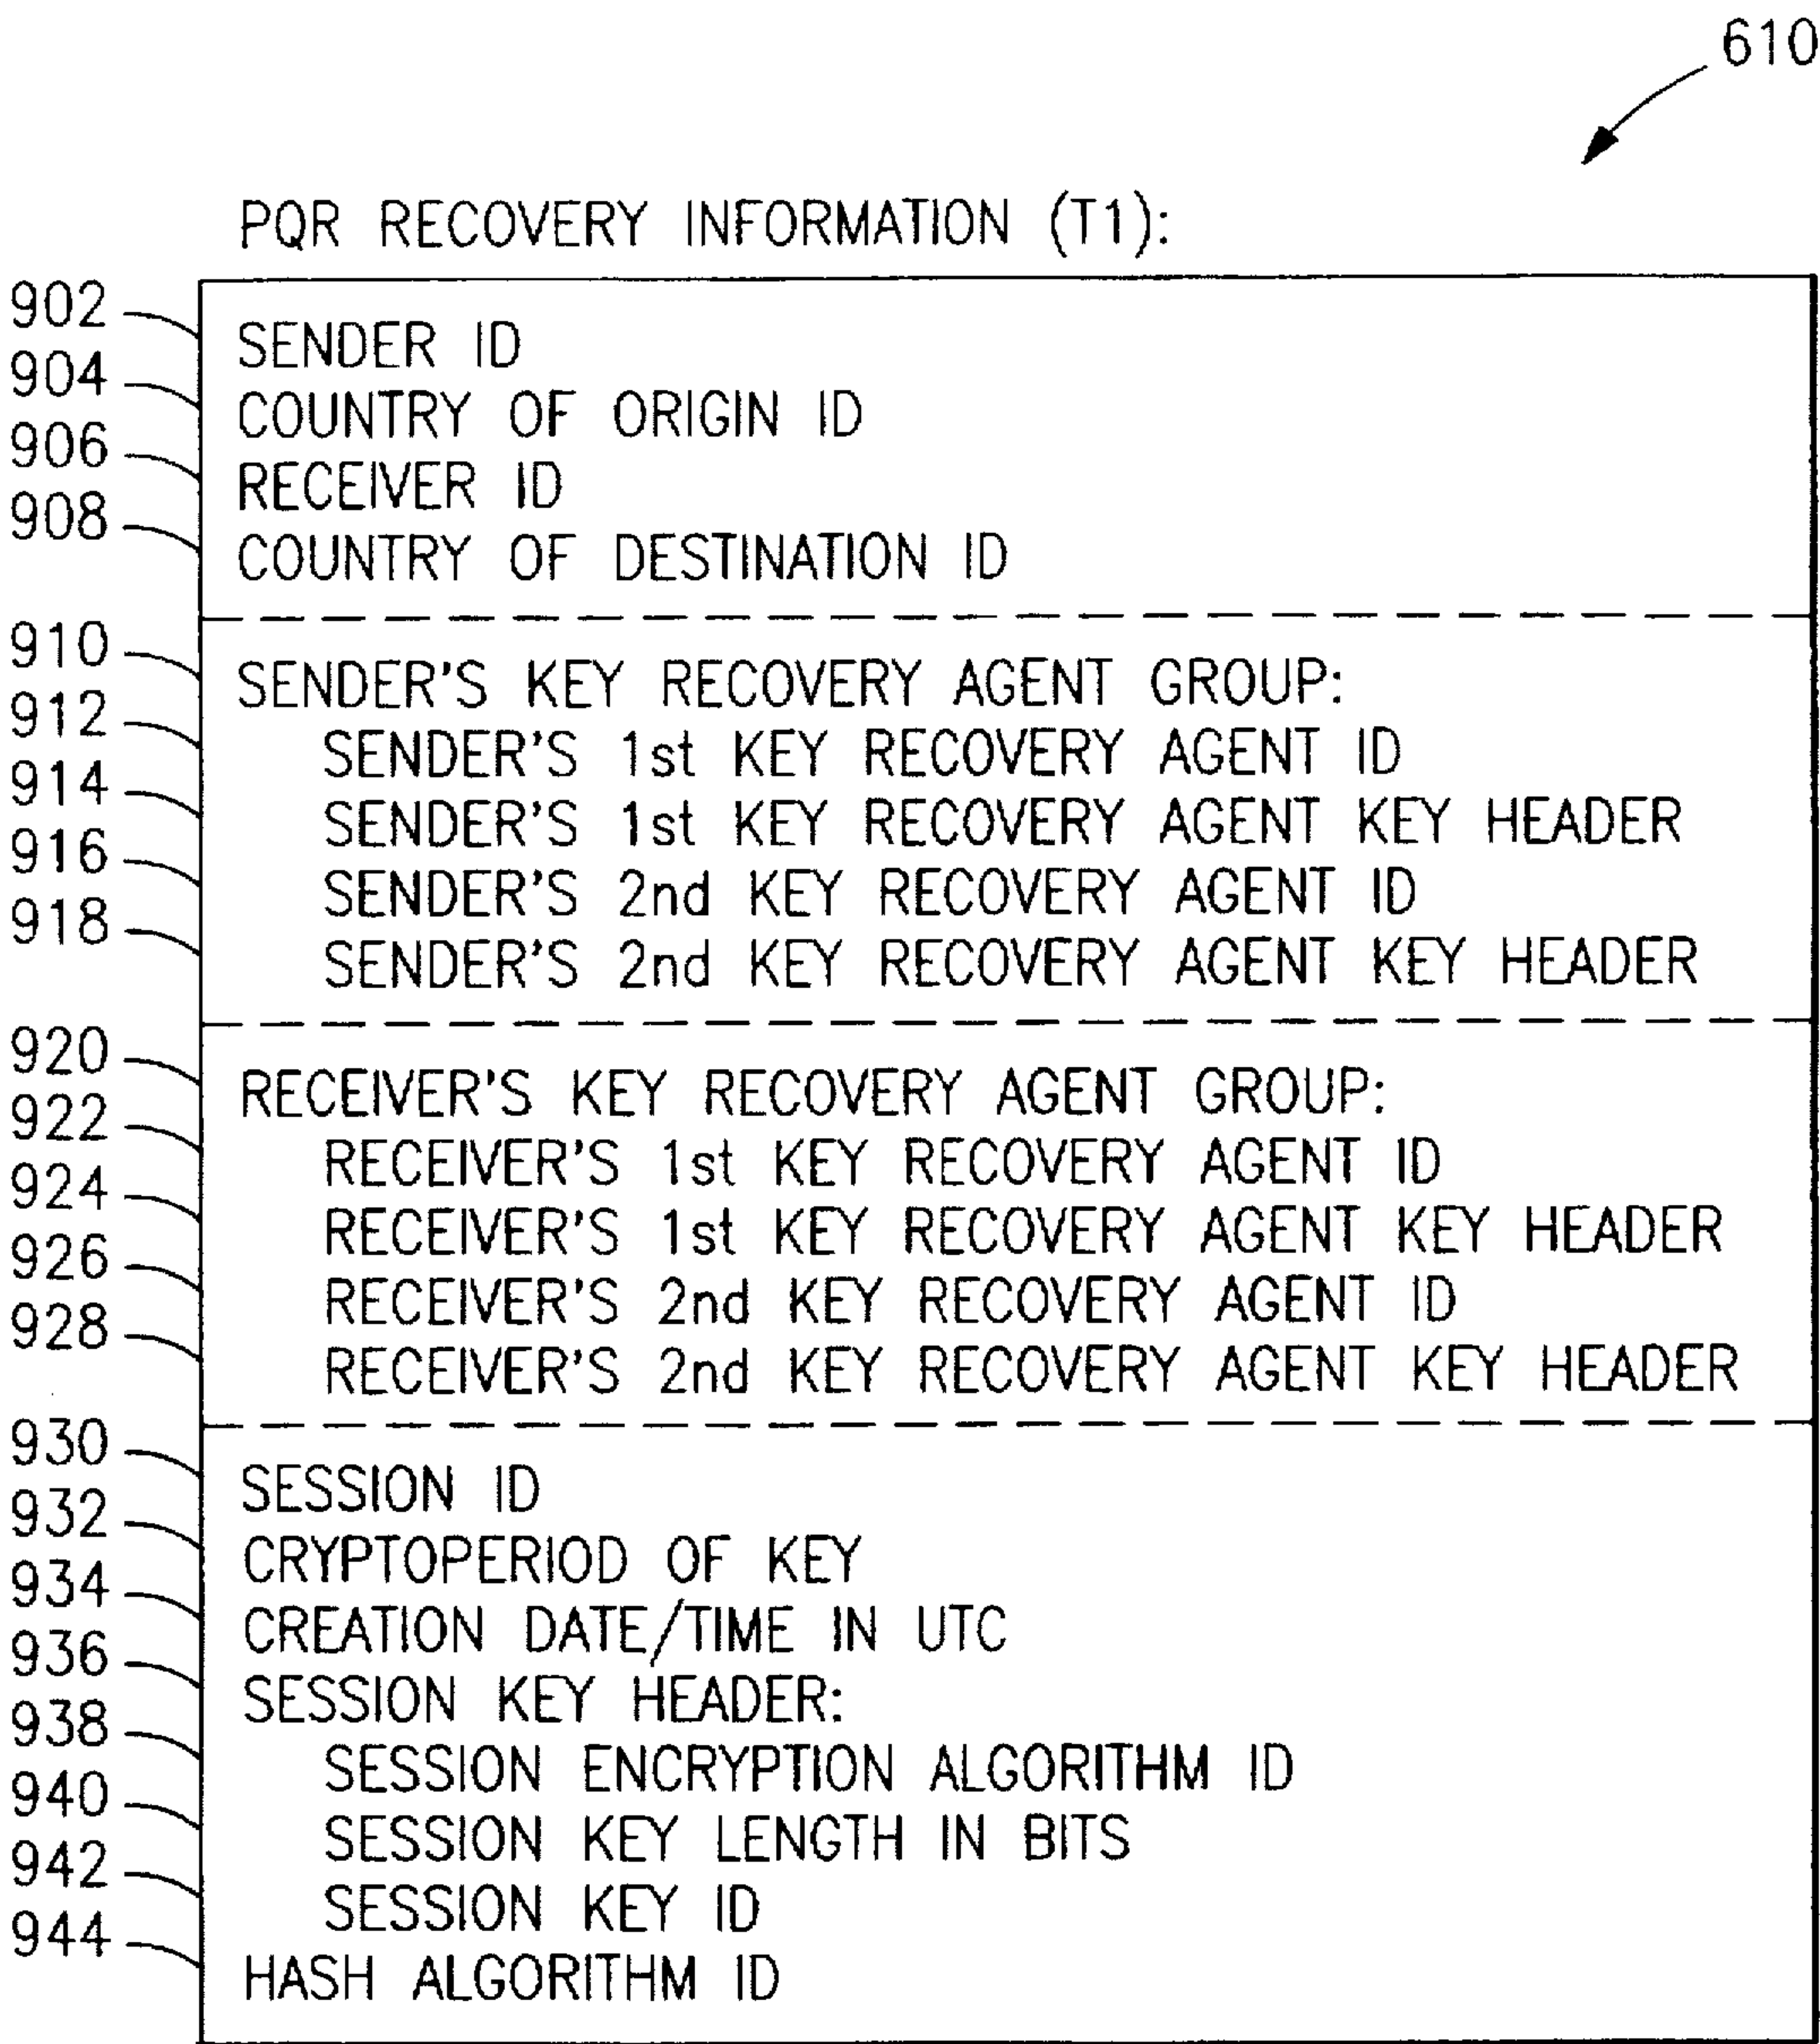 610
PQR RECOVERY INFORMATION (T1):
902 SENDER ID
904 COUNTRY OF ORIGIN ID
906 RECEIVER ID
908 COUNTRY OF DESTINATION ID
910 SENDER'S KEY RECOVERY AGENT GROUP:
912 SENDER'S 1st KEY RECOVERY AGENT ID
914 SENDER'S 1st KEY RECOVERY AGENT KEY HEADER
916 SENDER'S 2nd KEY RECOVERY AGENT ID
918 SENDER'S 2nd KEY RECOVERY AGENT KEY HEADER
920 RECEIVER'S KEY RECOVERY AGENT GROUP:
922 RECEIVER'S 1st KEY RECOVERY AGENT ID
924 RECEIVER'S 1st KEY RECOVERY AGENT KEY HEADER
926 RECEIVER'S 2nd KEY RECOVERY AGENT ID
928 RECEIVER'S 2nd KEY RECOVERY AGENT KEY HEADER
930 SESSION ID
932 CRYPTOPERIOD OF KEY
934 CREATION DATE/TIME IN UTC
936 SESSION KEY HEADER:
938 SESSION ENCRYPTION ALGORITHM ID
940 SESSION KEY LENGTH IN BITS
942 SESSION KEY ID
944 HASH ALGORITHM ID